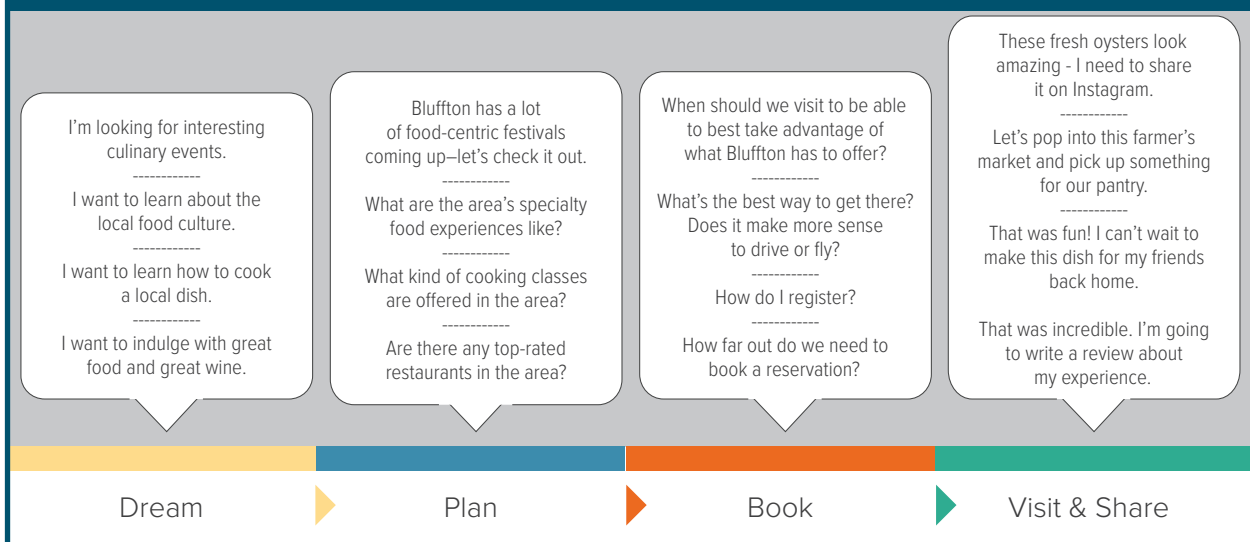 I'm looking for interesting
culinary events.
------------
I want to learn about the
local food culture.
------------
I want to learn how to cook
a local dish.
------------
I want to indulge with great
food and great wine.
Bluffton has a lot
of food-centric festivals
coming up–let's check it out.
------------
What are the area's specialty
food experiences like?
------------
What kind of cooking classes
are offered in the area?
------------
Are there any top-rated
restaurants in the area?
When should we visit to be able
to best take advantage of
what Bluffton has to offer?
------------
What's the best way to get there?
Does it make more sense
to drive or fly?
------------
How do I register?
------------
How far out do we need to
book a reservation?
These fresh oysters look
amazing - I need to share
it on Instagram.
------------
Let's pop into this farmer's
market and pick up something
for our pantry.
------------
That was fun! I can't wait to
make this dish for my friends
back home.
That was incredible. I'm going
to write a review about
my experience.
Dream
Plan
Book
Visit & Share